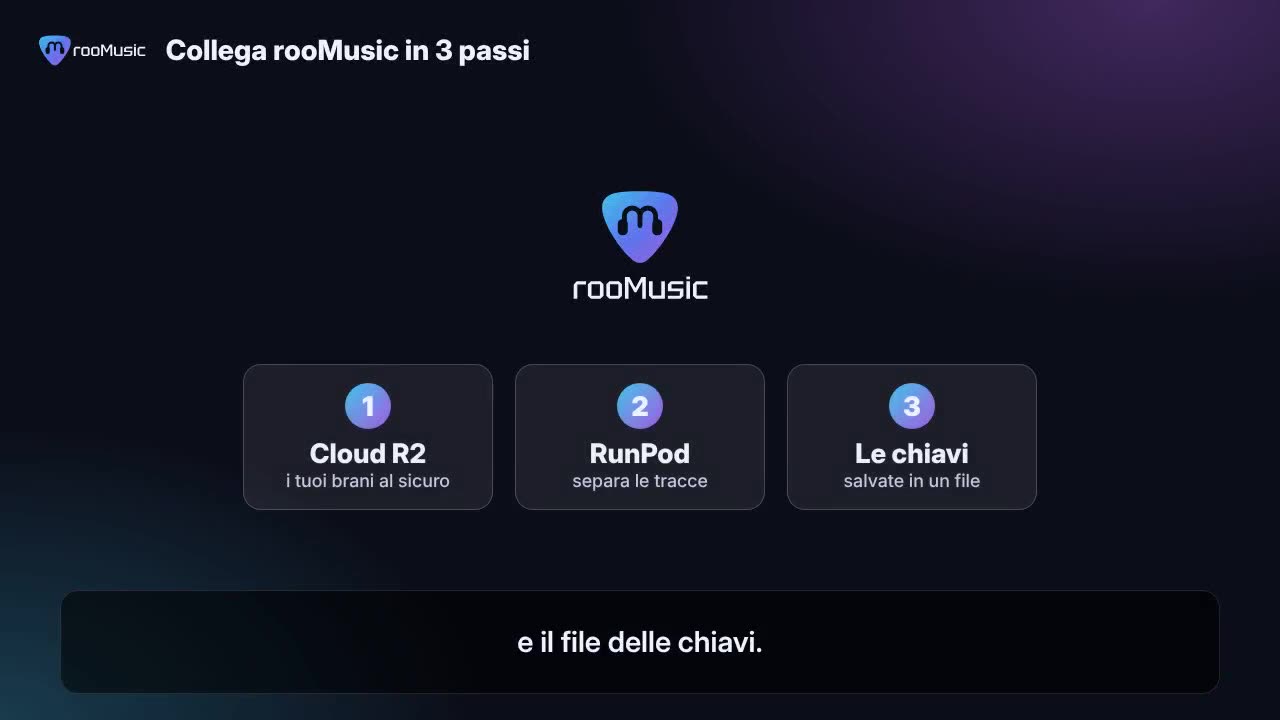 rooMusic Collega rooMusic in 3 passi
rooMusic
1
Cloud R2
i tuoi brani al sicuro
2
RunPod
separa le tracce
3
Le chiavi
salvate in un file
e il file delle chiavi.